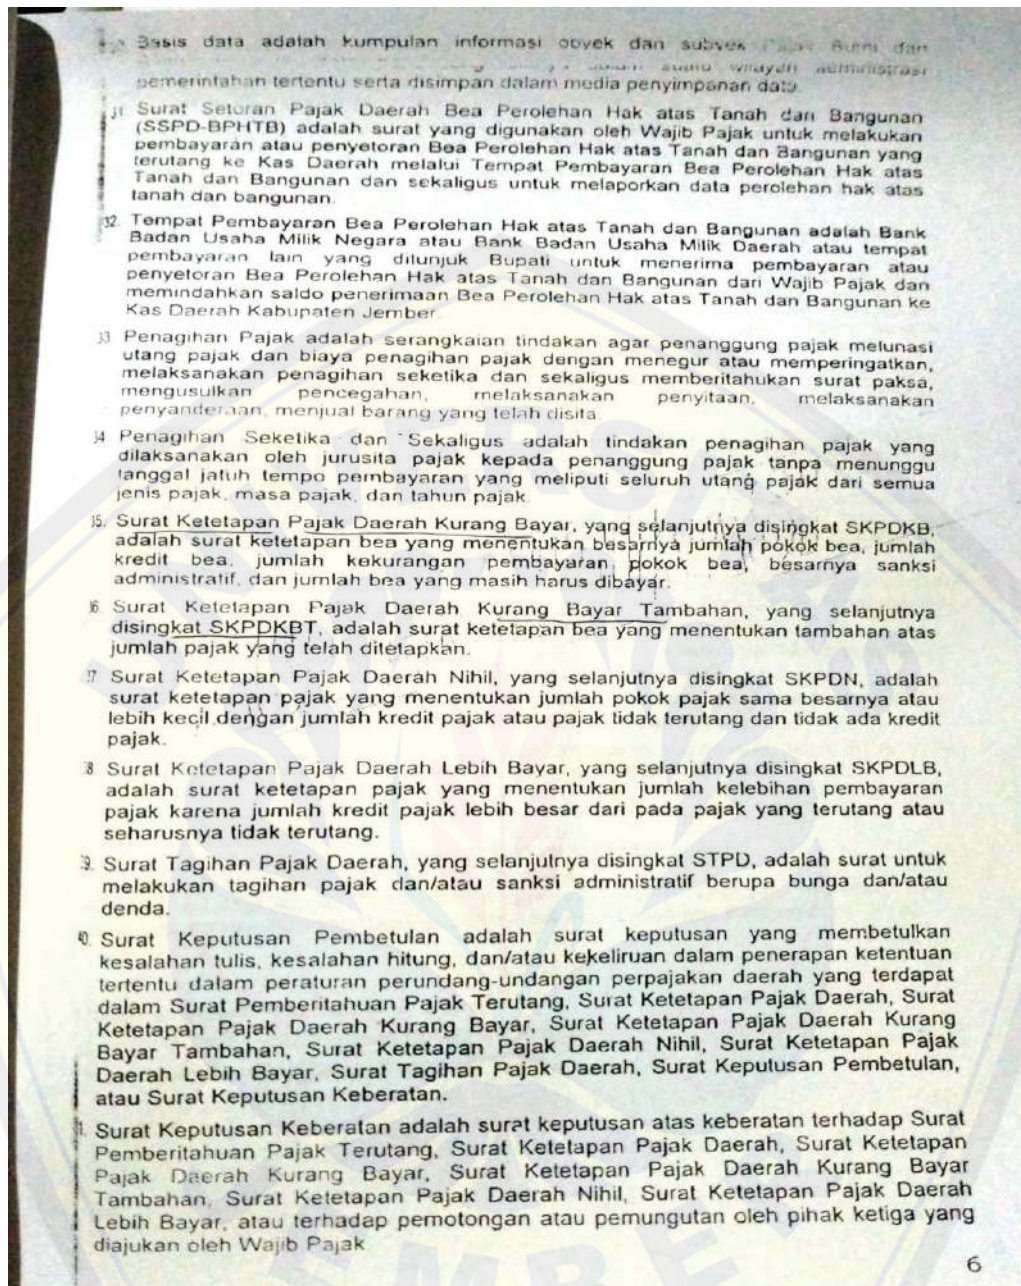 Basis data adalah kumpulan informasi obyek dan subyek Pajak Bumi dan
wilayah administrasi
pemerintahan tertentu serta disimpan dalam media penyimpanan data.
31 Surat Setoran Pajak Daerah Bea Perolehan Hak atas Tanah dan Bangunan
(SSPD-BPHTB) adalah surat yang digunakan oleh Wajib Pajak untuk melakukan
pembayaran atau penyetoran Bea Perolehan Hak atas Tanah dan Bangunan yang
terutang ke Kas Daerah melalui Tempat Pembayaran Bea Perolehan Hak atas
Tanah dan Bangunan dan sekaligus untuk melaporkan data perolehan hak atas
tanah dan bangunan.
32. Tempat Pembayaran Bea Perolehan Hak atas Tanah dan Bangunan adalah Bank
Badan Usaha Milik Negara atau Bank Badan Usaha Milik Daerah atau tempat
pembayaran lain yang ditunjuk Bupati untuk menerima pembayaran atau
penyetoran Bea Perolehan Hak atas Tanah dan Bangunan dari Wajib Pajak dan
memindahkan saldo penerimaan Bea Perolehan Hak atas Tanah dan Bangunan ke
Kas Daerah Kabupaten Jember.
33 Penagihan Pajak adalah serangkaian tindakan agar penanggung pajak melunasi
utang pajak dan biaya penagihan pajak dengan menegur atau memperingatkan,
melaksanakan penagihan seketika dan sekaligus memberitahukan surat paksa,
mengusulkan pencegahan, melaksanakan penyitaan, melaksanakan
penyanderaan, menjual barang yang telah disita
34 Penagihan Seketika dan Sekaligus adalah tindakan penagihan pajak yang
dilaksanakan oleh jurusita pajak kepada penanggung pajak tanpa menunggu
tanggal jatuh tempo pembayaran yang meliputi seluruh utang pajak dari semua
jenis pajak, masa pajak, dan tahun pajak.
35. Surat Ketetapan Pajak Daerah Kurang Bayar, yang selanjutnya disingkat SKPDKB,
adalah surat ketetapan bea yang menentukan besarnya jumlah pokok bea, jumlah
kredit bea, jumlah kekurangan pembayaran pokok bea, besarnya sanksi
administratif, dan jumlah bea yang masih harus dibayar.
36 Surat Ketetapan Pajak Daerah Kurang Bayar Tambahan, yang selanjutnya
disingkat SKPDKBT, adalah surat ketetapan bea yang menentukan tambahan atas
jumlah pajak yang telah ditetapkan.
37 Surat Ketetapan Pajak Daerah Nihil, yang selanjutnya disingkat SKPDN, adalah
surat ketetapan pajak yang menentukan jumlah pokok pajak sama besarnya atau
lebih kecil dengan jumlah kredit pajak atau pajak tidak terutang dan tidak ada kredit
pajak.
8. Surat Ketetapan Pajak Daerah Lebih Bayar, yang selanjutnya disingkat SKPDLB,
adalah surat ketetapan pajak yang menentukan jumlah kelebihan pembayaran
pajak karena jumlah kredit pajak lebih besar dari pada pajak yang terutang atau
seharusnya tidak terutang.
9. Surat Tagihan Pajak Daerah, yang selanjutnya disingkat STPD, adalah surat untuk
melakukan tagihan pajak dan/atau sanksi administratif berupa bunga dan/atau
denda.
40. Surat Keputusan Pembetulan adalah surat keputusan yang membetulkan
kesalahan tulis, kesalahan hitung, dan/atau kekeliruan dalam penerapan ketentuan
tertentu dalam peraturan perundang-undangan perpajakan daerah yang terdapat
dalam Surat Pemberitahuan Pajak Terutang, Surat Ketetapan Pajak Daerah, Surat
Ketetapan Pajak Daerah Kurang Bayar, Surat Ketetapan Pajak Daerah Kurang
Bayar Tambahan, Surat Ketetapan Pajak Daerah Nihil, Surat Ketetapan Pajak
Daerah Lebih Bayar, Surat Tagihan Pajak Daerah, Surat Keputusan Pembetulan,
atau Surat Keputusan Keberatan.
1. Surat Keputusan Keberatan adalah surat keputusan atas keberatan terhadap Surat
Pemberitahuan Pajak Terutang, Surat Ketetapan Pajak Daerah, Surat Ketetapan
Pajak Daerah Kurang Bayar, Surat Ketetapan Pajak Daerah Kurang Bayar
Tambahan, Surat Ketetapan Pajak Daerah Nihil, Surat Ketetapan Pajak Daerah
Lebih Bayar, atau terhadap pemotongan atau pemungutan oleh pihak ketiga yang
diajukan oleh Wajib Pajak
6